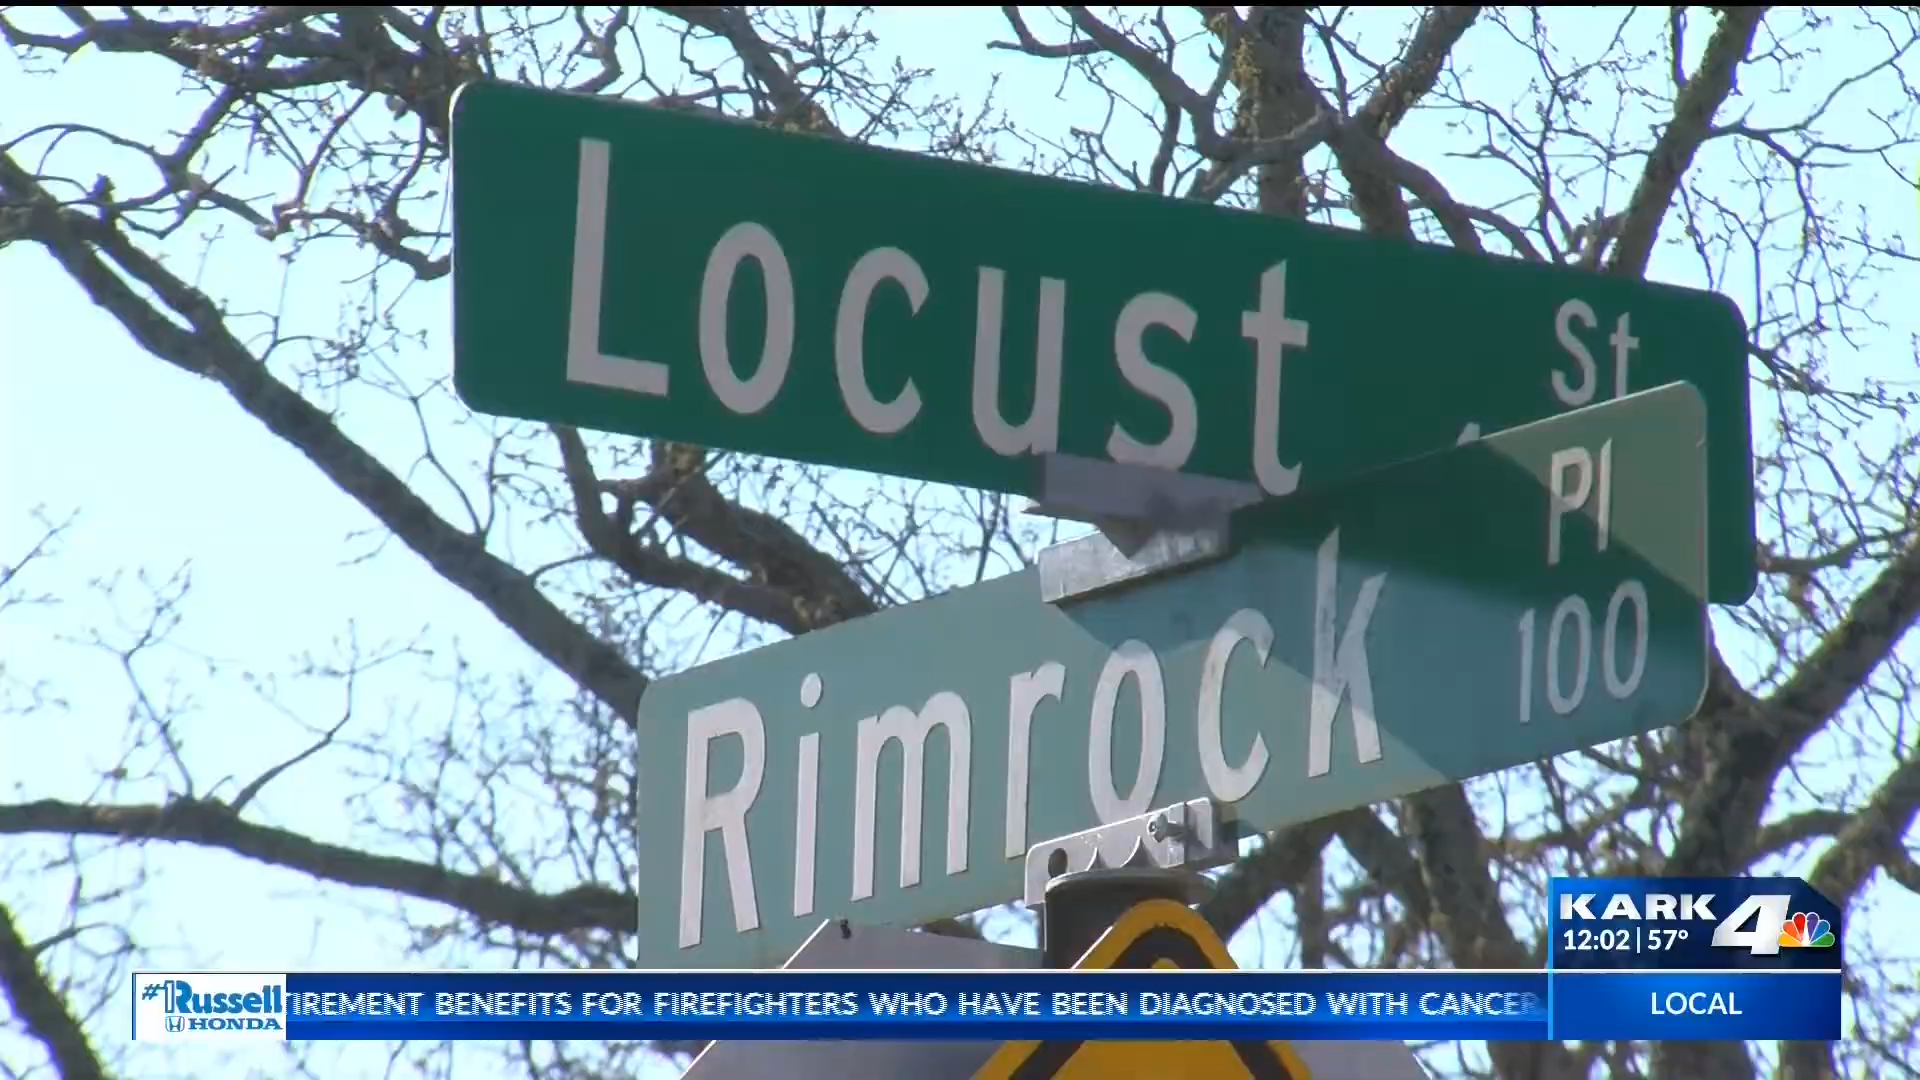 Locust St
Rimrock Pl
100
KARK 4
12:02 | 57°
#1 Russell
HONDA
BENEFITS FOR FIREFIGHTERS WHO HAVE BEEN DIAGNOSED WITH CANCER
LOCAL